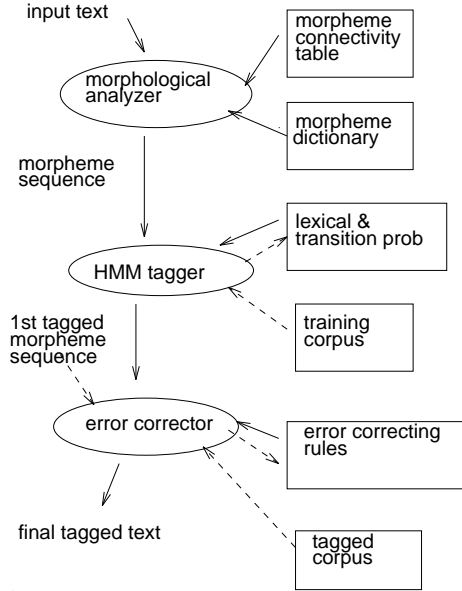 input text
morpheme
connectivity
table
morphological
analyzer
morpheme
dictionary
morpheme
sequence
lexical &
transition prob
HMM tagger
1st tagged
morpheme
sequence
training
corpus
error corrector
error correcting
rules
final tagged text
tagged
corpus